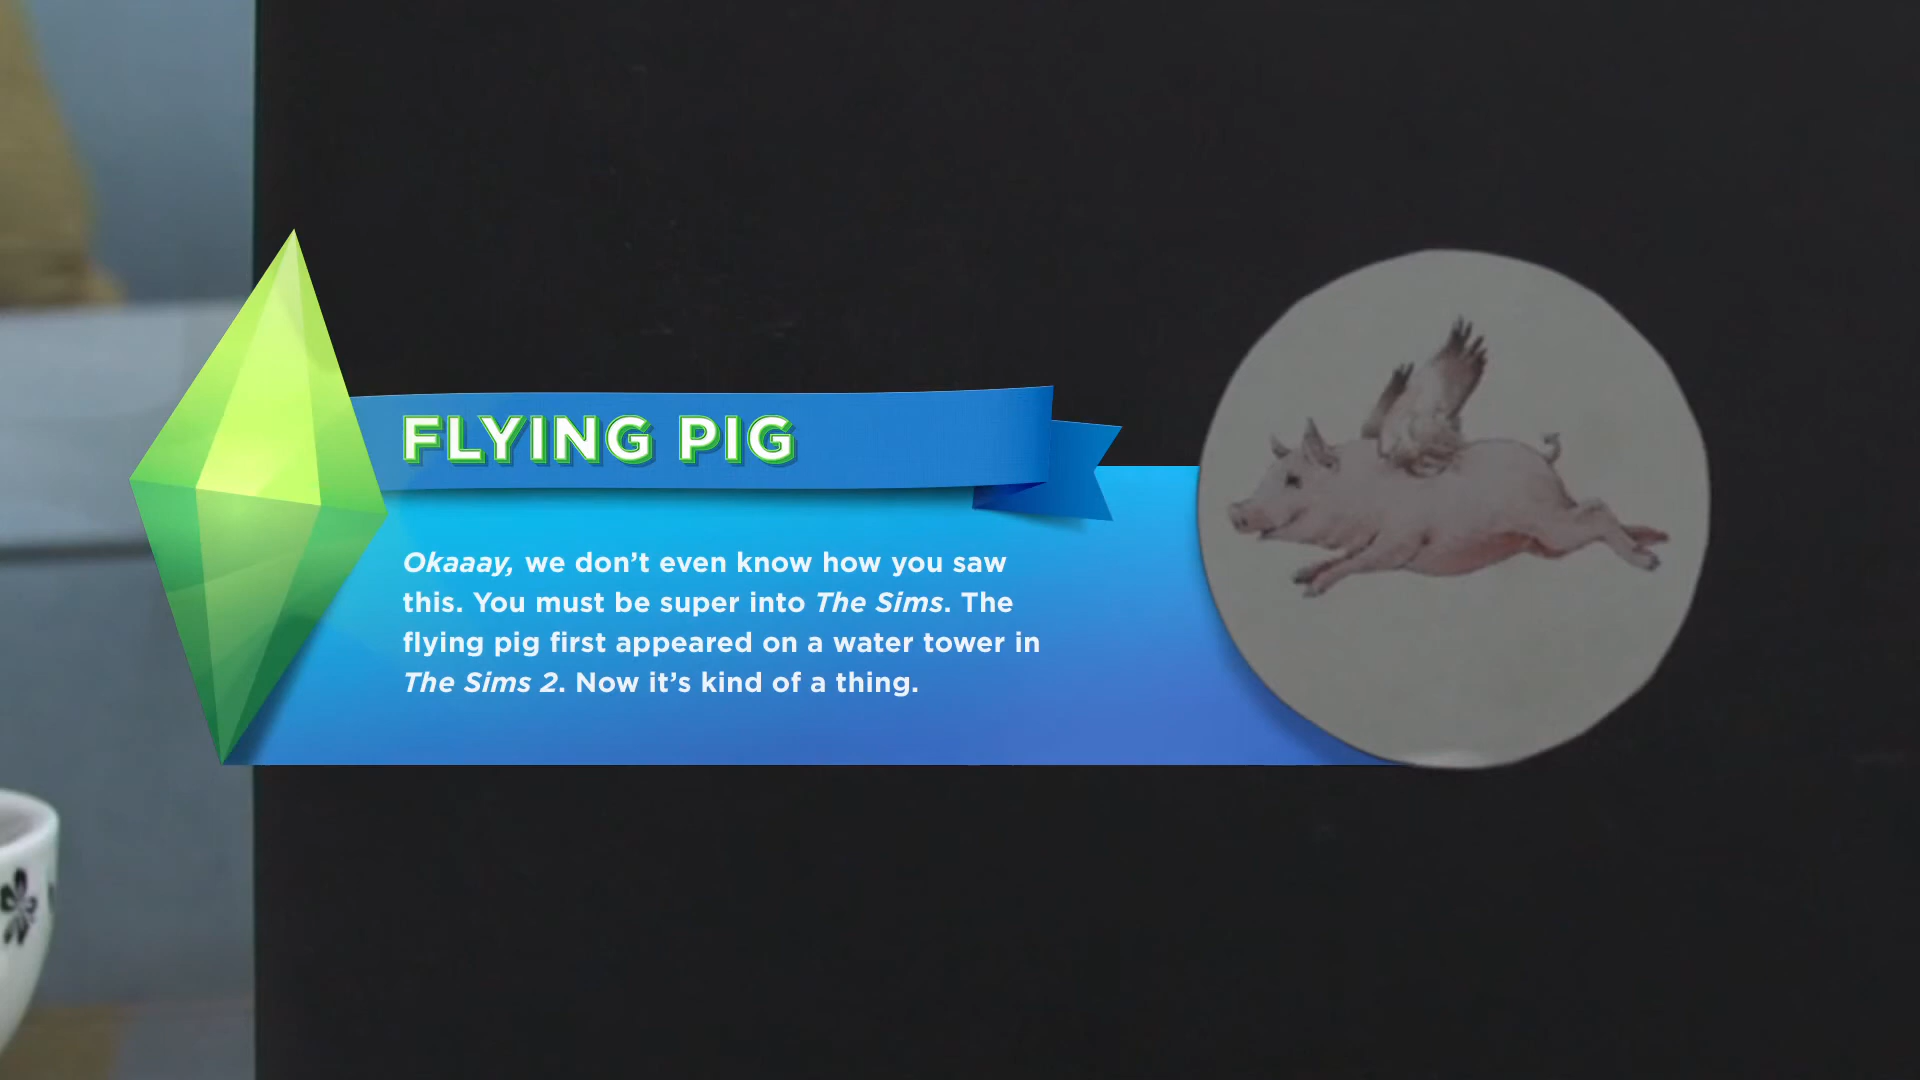 FLYING PIG
Okaaay, we don’t even know how you saw
this. You must be super into The Sims. The
flying pig first appeared on a water tower in
The Sims 2. Now it’s kind of a thing.